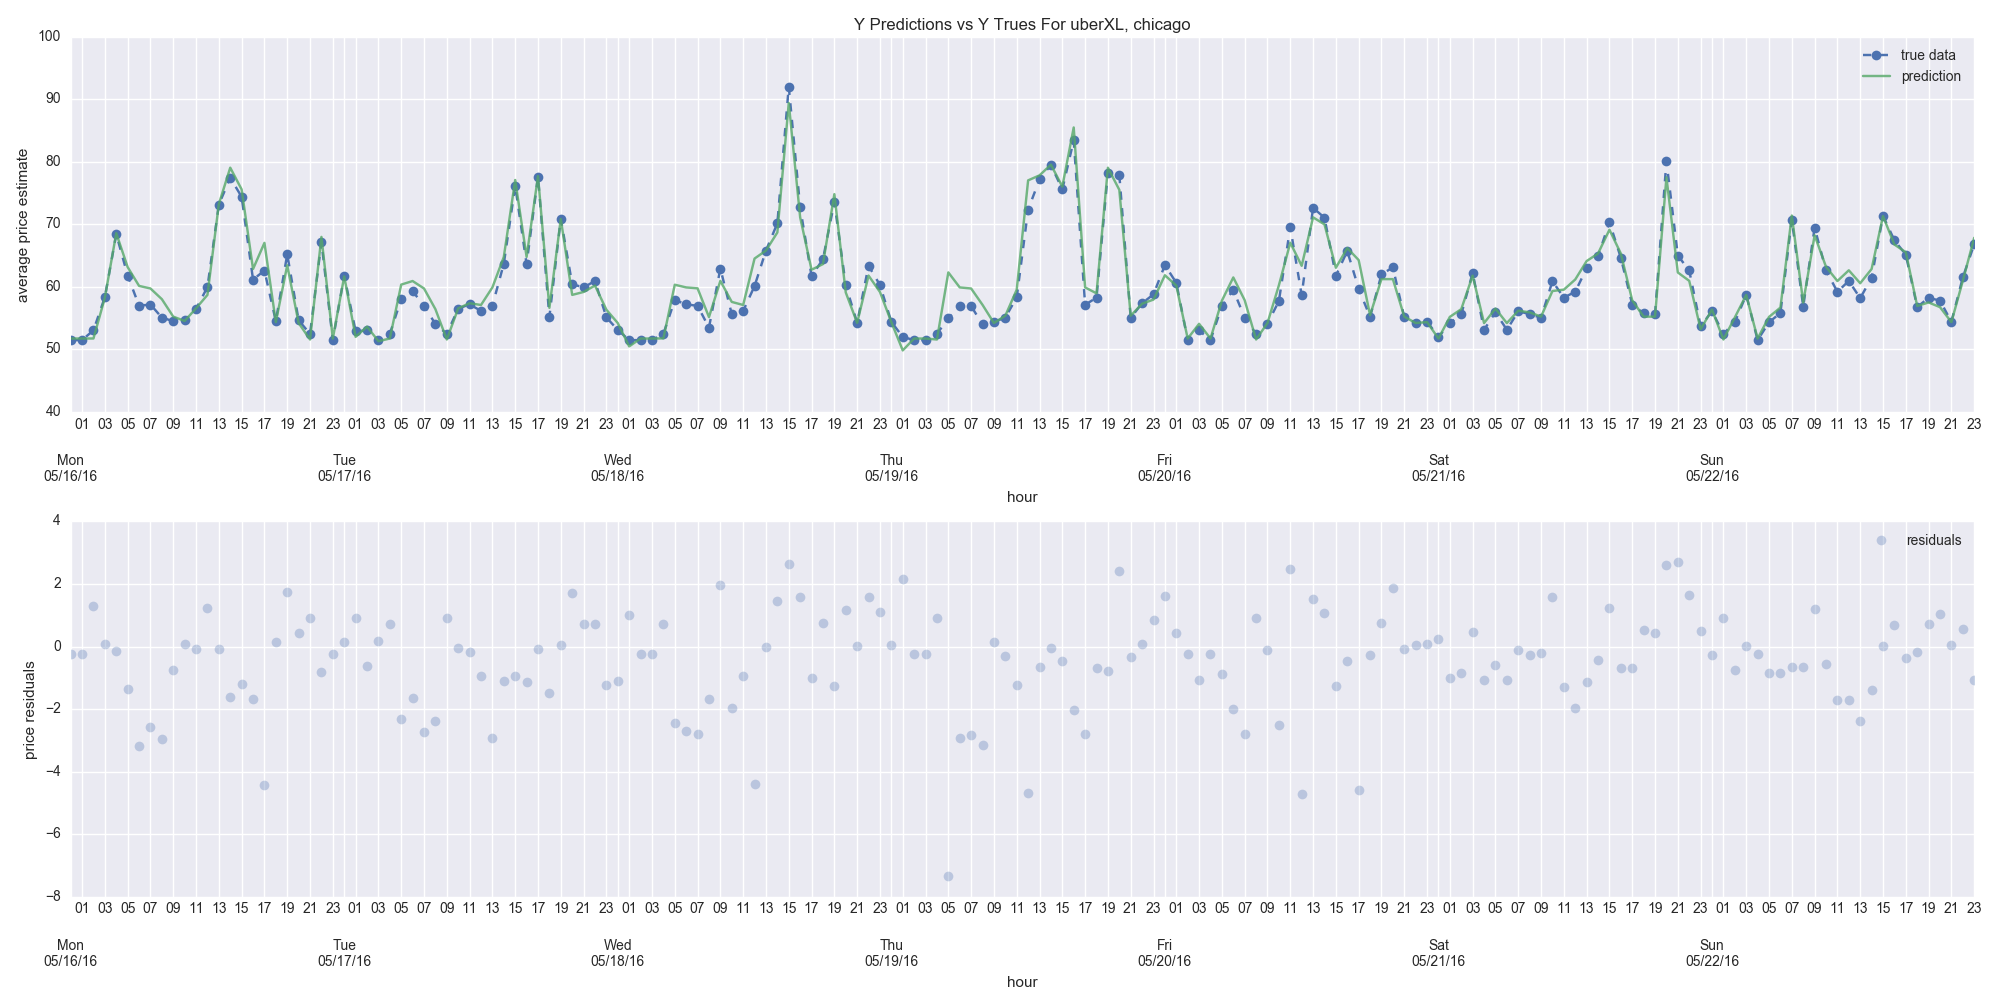 Y Predictions vs Y Trues For uberXL, chicago
100
90
80
70
60
50
40
average price estimate
true data
prediction
01 03 05 07 09 11 13 15 17 19 21 23 01 03 05 07 09 11 13 15 17 19 21 23 01 03 05 07 09 11 13 15 17 19 21 23 01 03 05 07 09 11 13 15 17 19 21 23 01 03 05 07 09 11 13 15 17 19 21 23 01 03 05 07 09 11 13 15 17 19 21 23 01 03 05 07 09 11 13 15 17 19 21 23
Mon Tue Wed Thu Fri Sat Sun
05/16/16 05/17/16 05/18/16 05/19/16 05/20/16 05/21/16 05/22/16
hour
4
2
0
−2
−4
−6
−8
price residuals
residuals
01 03 05 07 09 11 13 15 17 19 21 23 01 03 05 07 09 11 13 15 17 19 21 23 01 03 05 07 09 11 13 15 17 19 21 23 01 03 05 07 09 11 13 15 17 19 21 23 01 03 05 07 09 11 13 15 17 19 21 23 01 03 05 07 09 11 13 15 17 19 21 23 01 03 05 07 09 11 13 15 17 19 21 23
Mon Tue Wed Thu Fri Sat Sun
05/16/16 05/17/16 05/18/16 05/19/16 05/20/16 05/21/16 05/22/16
hour